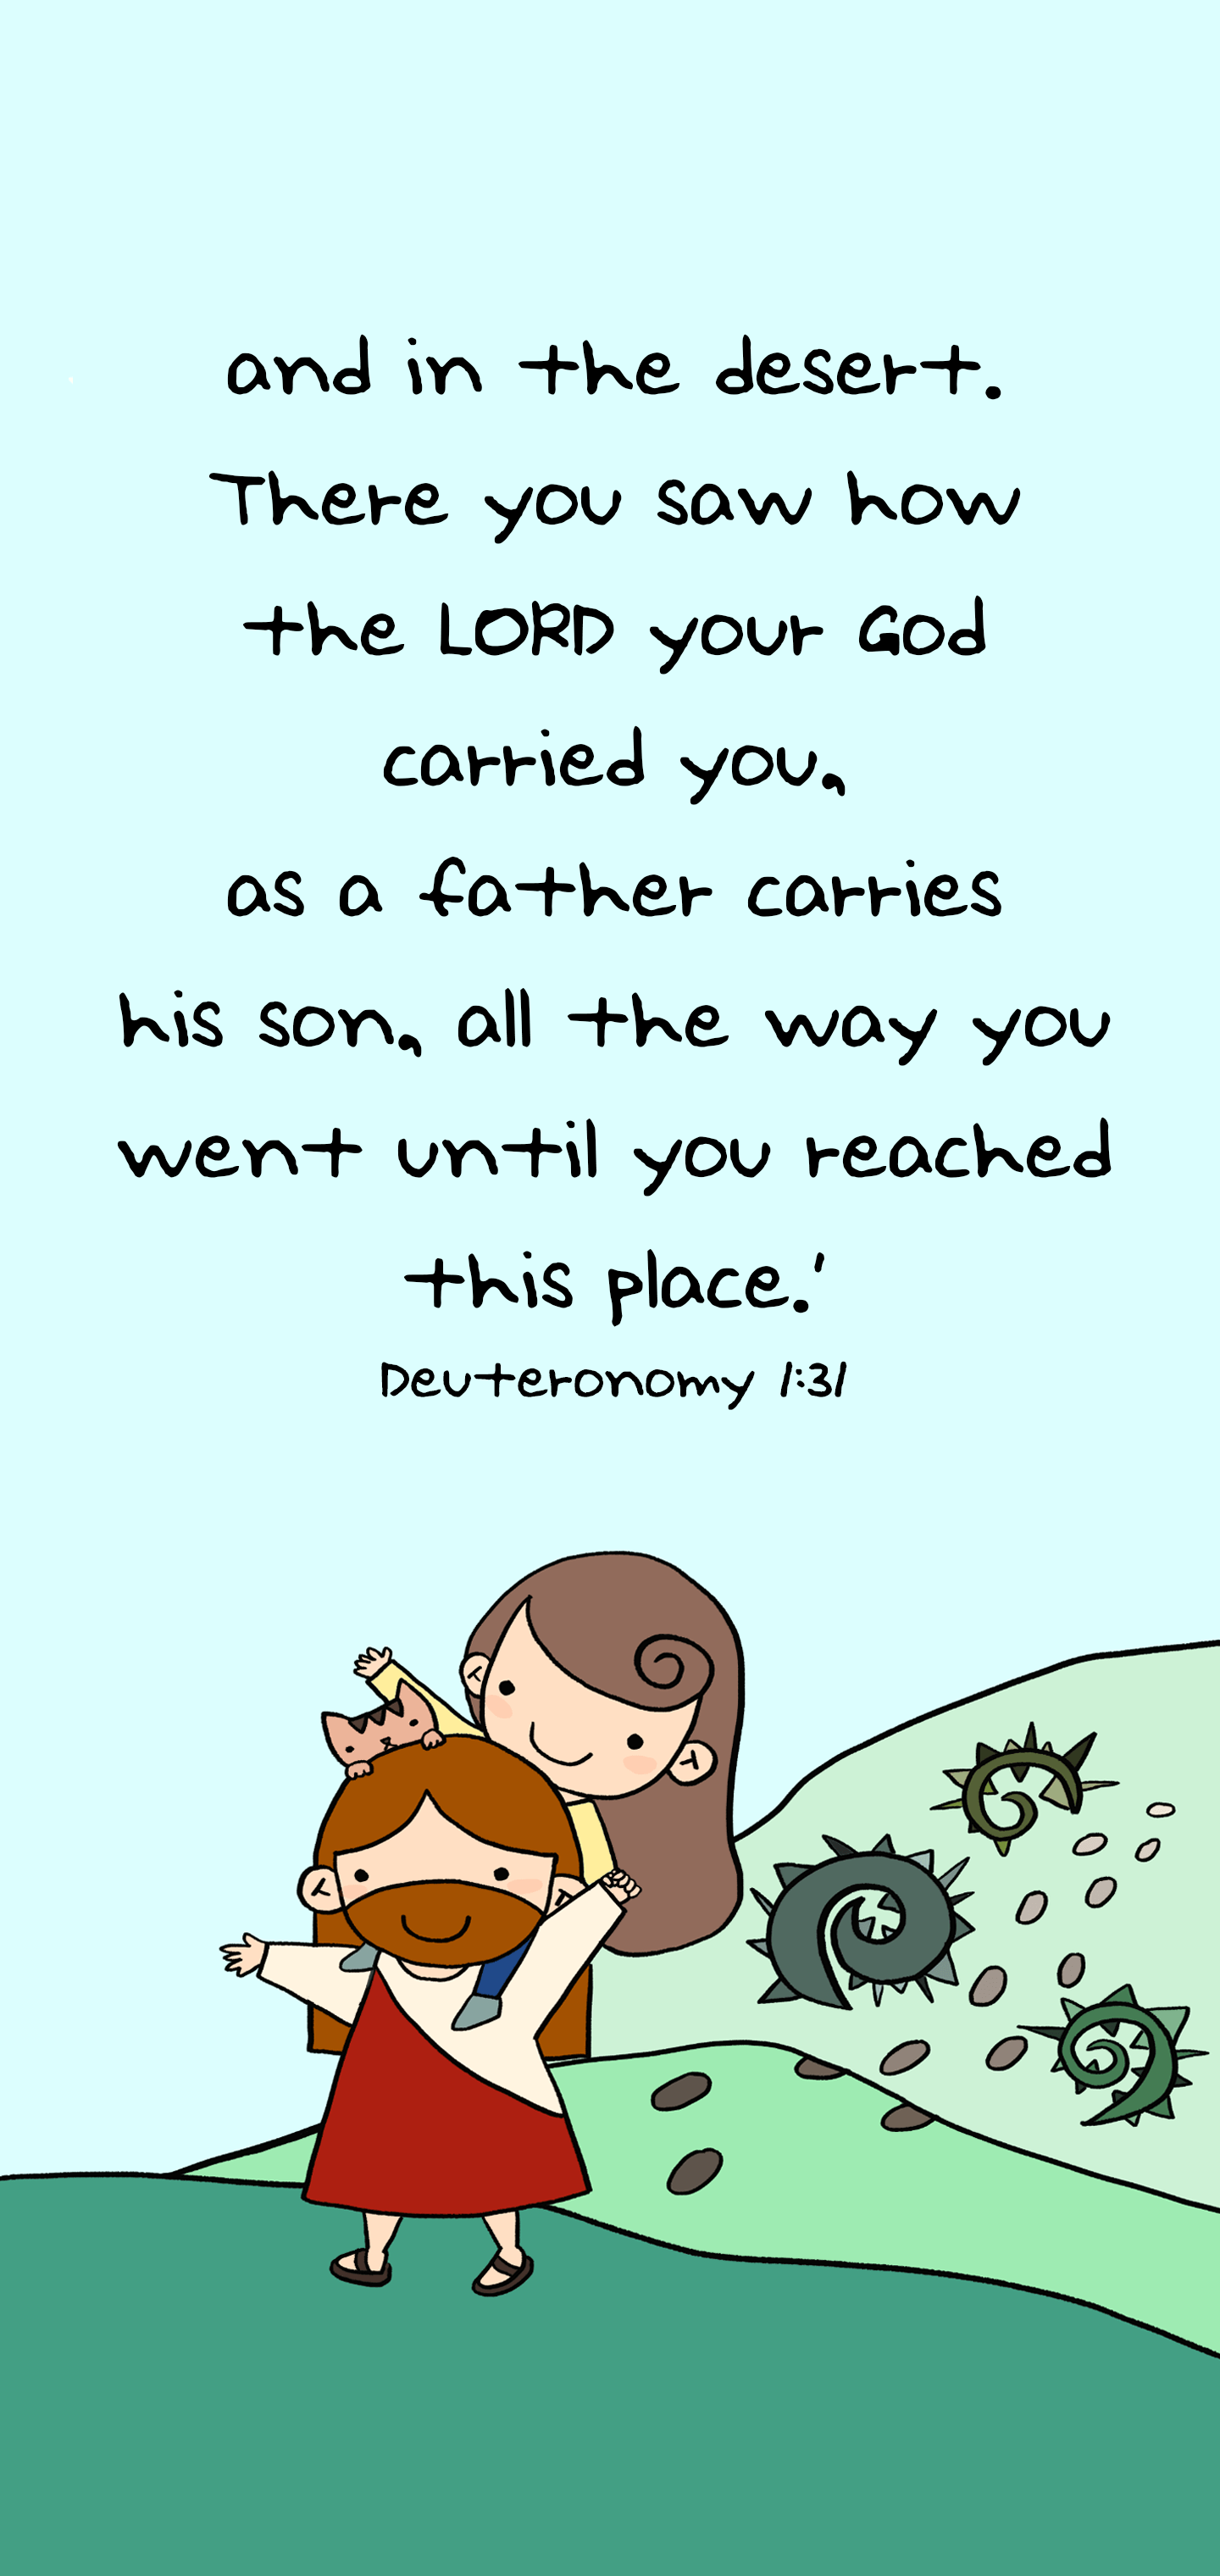 and in the desert.
There you saw how
the LORD your God
carried you,
as a father carries
his son, all the way you
went until you reached
this place.'
Deuteronomy 1:31